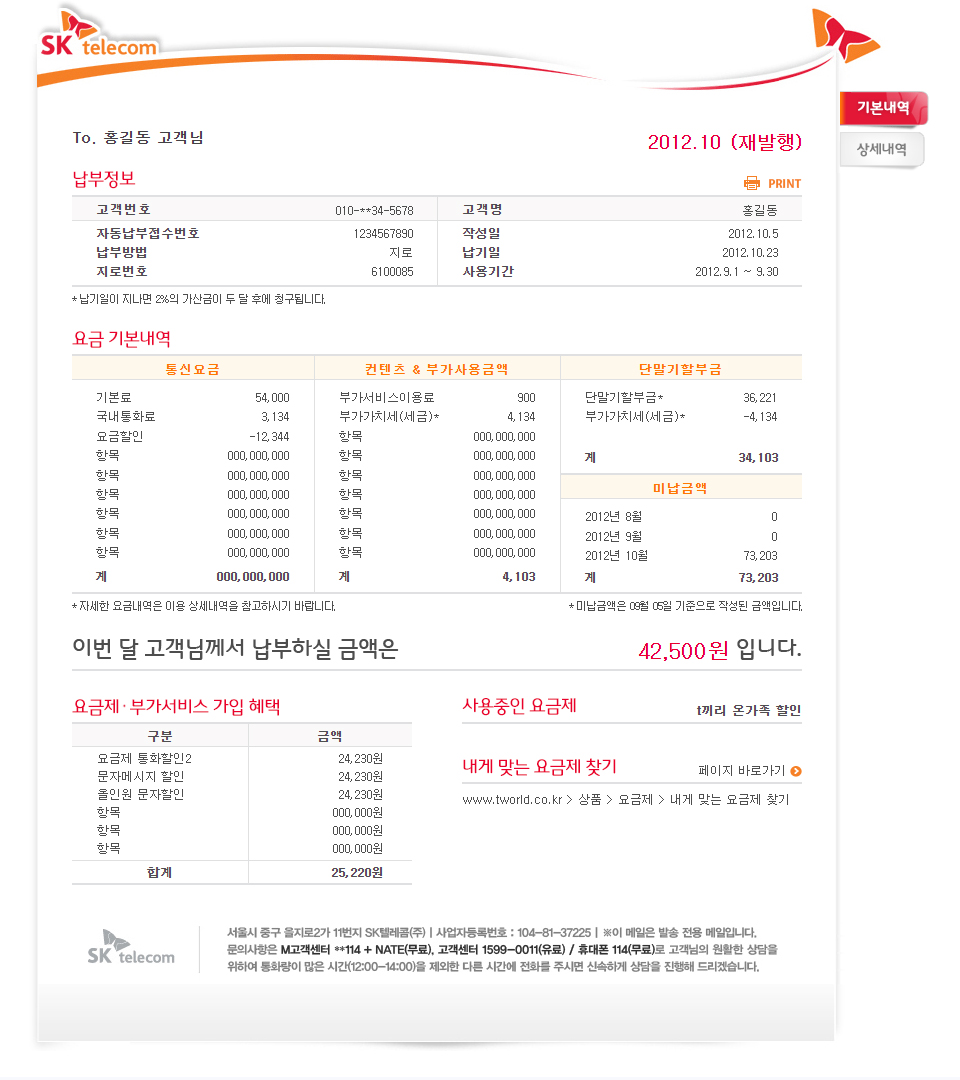 SK telecom
기본내역
상세내역
To. 홍길동 고객님
2012.10 (재발행)
납부정보
PRINT
고객번호 010-**34-5678 고객명 홍길동
자동납부접수번호 1234567890 작성일 2012.10.5
납부방법 지로 납기일 2012.10.23
지로번호 6100085 사용기간 2012.9.1 ~ 9.30
* 납기일이 지나면 2%의 가산금이 두 달 후에 청구됩니다.
요금 기본내역
통신요금 컨텐츠 & 부가사용금액 단말기할부금
기본료 54,000 부가서비스이용료 900 단말기할부금* 36,221
국내통화료 3,134 부가가치세(세금)* 4,134 부가가치세(세금)* -4,134
요금할인 -12,344 항목 000,000,000
항목 000,000,000 항목 000,000,000 계 34,103
항목 000,000,000 항목 000,000,000
항목 000,000,000 항목 000,000,000 미납금액
항목 000,000,000 항목 000,000,000 2012년 8월 0
항목 000,000,000 항목 000,000,000 2012년 9월 0
항목 000,000,000 항목 000,000,000 2012년 10월 73,203
계 000,000,000 계 4,103 계 73,203
* 자세한 요금내역은 이용 상세내역을 참고하시기 바랍니다. * 미납금액은 09월 05일 기준으로 작성된 금액입니다.
이번 달 고객님께서 납부하실 금액은 42,500원 입니다.
요금제·부가서비스 가입 혜택
구분 금액
요금제 통화할인2 24,230원
문자메시지 할인 24,230원
올인원 문자할인 24,230원
항목 000,000원
항목 000,000원
항목 000,000원
합계 25,220원
사용중인 요금제 t끼리 온가족 할인
내게 맞는 요금제 찾기 페이지 바로가기
www.tworld.co.kr > 상품 > 요금제 > 내게 맞는 요금제 찾기
SK telecom
서울시 중구 을지로2가 11번지 SK텔레콤(주) | 사업자등록번호 : 104-81-37225 | ※이 메일은 발송 전용 메일입니다.
문의사항은 M고객센터 **114 + NATE(무료), 고객센터 1599-0011(유료) / 휴대폰 114(무료)로 고객님의 원활한 상담을
위하여 통화량이 많은 시간(12:00-14:00)을 제외한 다른 시간에 전화를 주시면 신속하게 상담을 진행해 드리겠습니다.